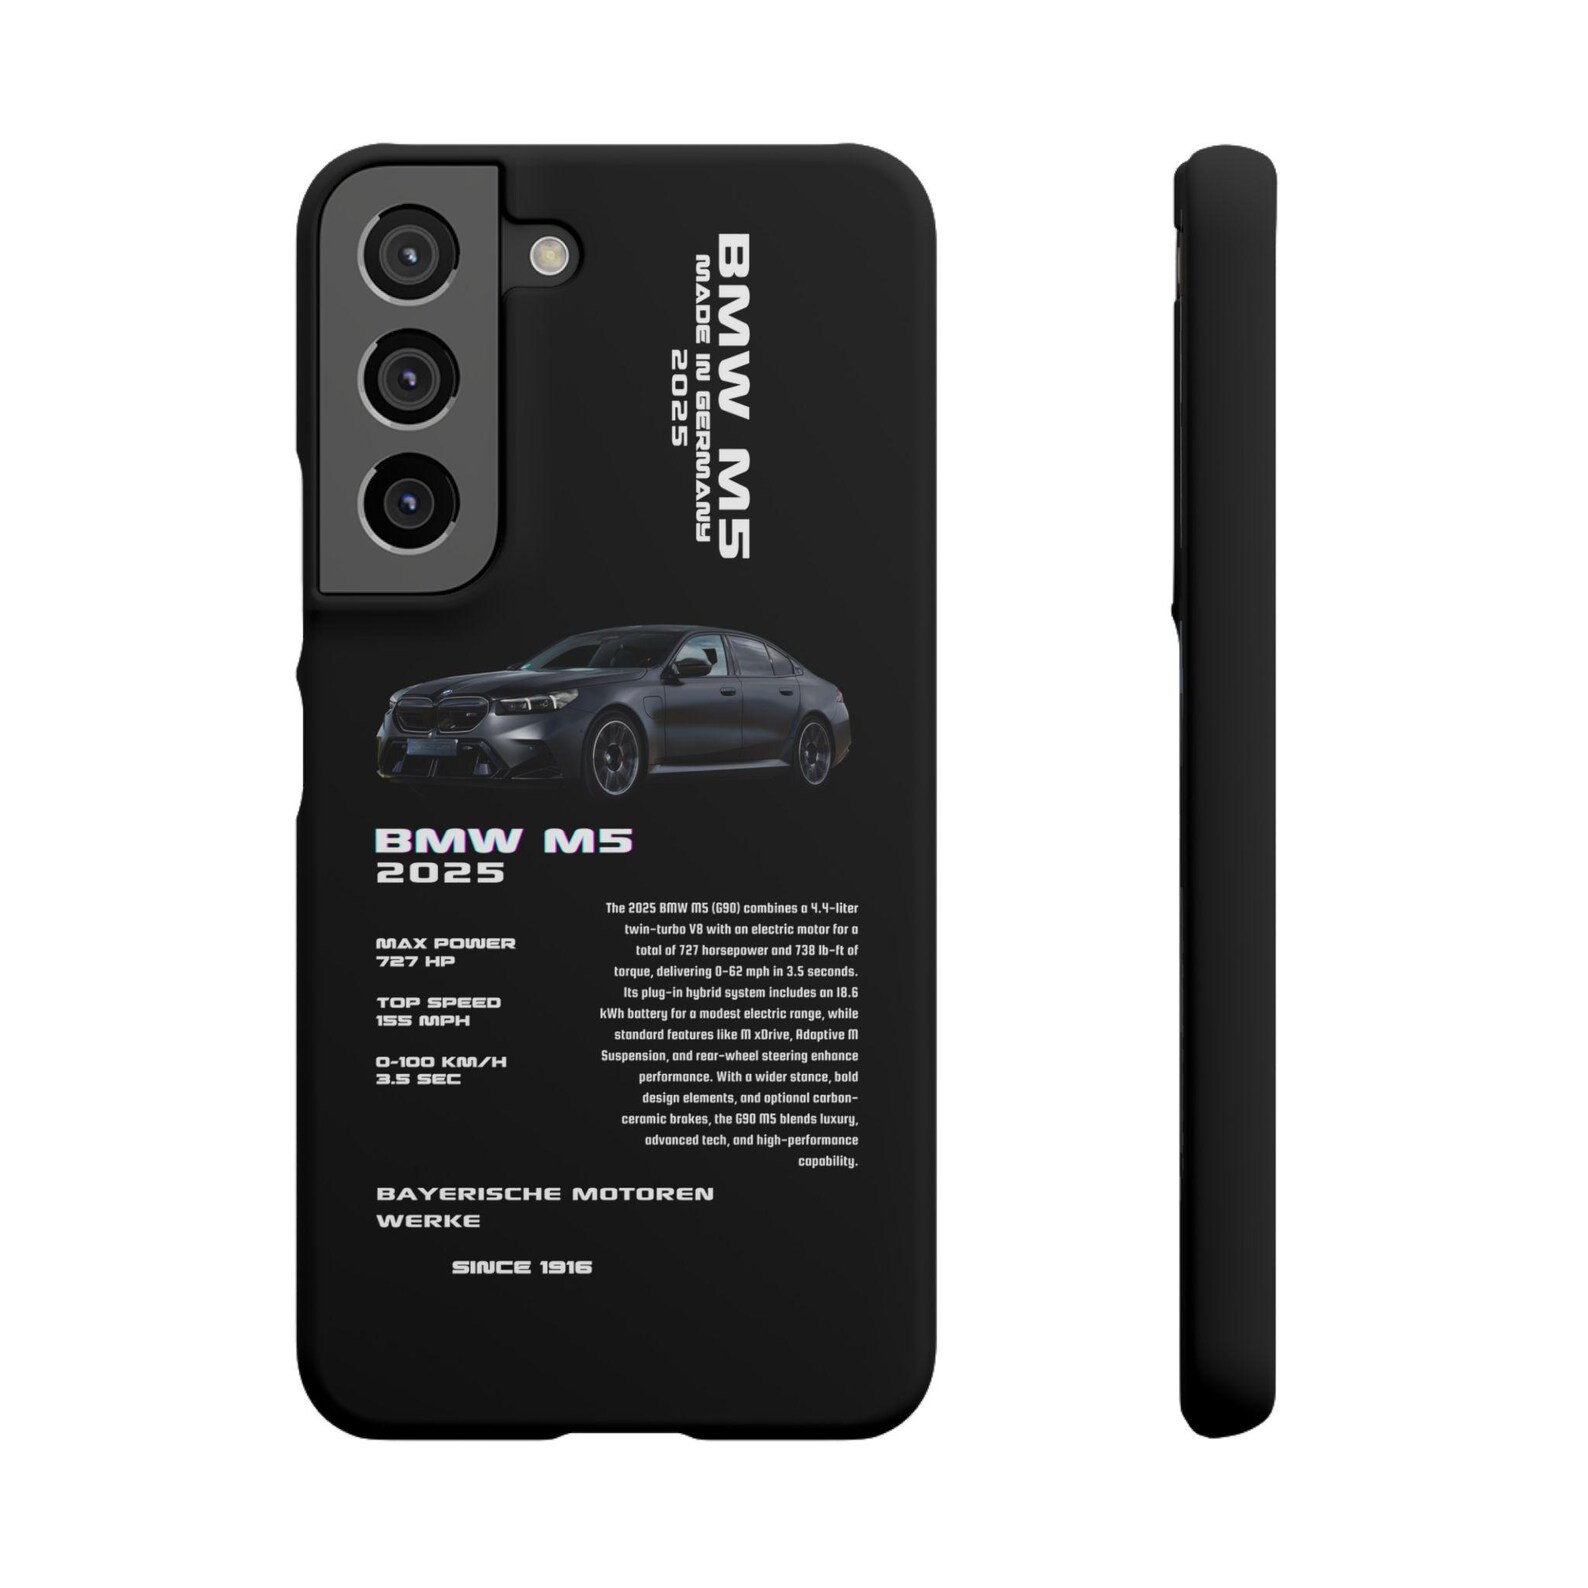 BMW M5
MADE IN GERMANY
2025
BMW M5
2025
MAX POWER
727 HP
TOP SPEED
155 MPH
0-100 KM/H
3.5 SEC
The 2025 BMW M5 (G90) combines a 4.4-liter
twin-turbo V8 with an electric motor for a
total of 727 horsepower and 738 lb-ft of
torque, delivering 0-62 mph in 3.5 seconds.
Its plug-in hybrid system includes an 18.6
kWh battery for a modest electric range, while
standard features like M xDrive, Adaptive M
Suspension, and rear-wheel steering enhance
performance. With a wider stance, bold
design elements, and optional carbon-
ceramic brakes, the G90 M5 blends luxury,
advanced tech, and high-performance
capability.
BAYERISCHE MOTOREN
WERKE
SINCE 1916